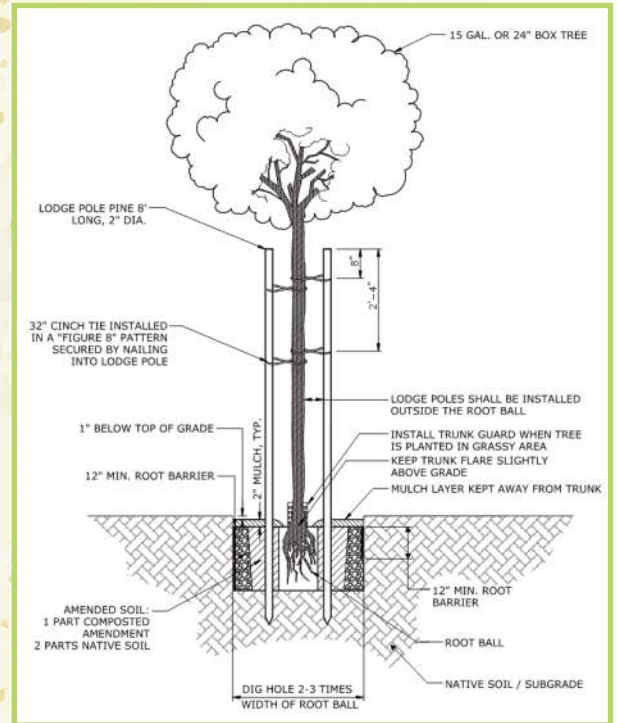 15 GAL. OR 24" BOX TREE
LODGE POLE PINE 8'
LONG, 2" DIA.
8"
2'-4"
32" CINCH TIE INSTALLED
IN A "FIGURE 8" PATTERN
SECURED BY NAILING
INTO LODGE POLE
LODGE POLES SHALL BE INSTALLED
OUTSIDE THE ROOT BALL
1" BELOW TOP OF GRADE
2" MULCH, TYP.
INSTALL TRUNK GUARD WHEN TREE
IS PLANTED IN GRASSY AREA
KEEP TRUNK FLARE SLIGHTLY
ABOVE GRADE
12" MIN. ROOT BARRIER
MULCH LAYER KEPT AWAY FROM TRUNK
12" MIN. ROOT
BARRIER
AMENDED SOIL:
1 PART COMPOSTED
AMENDMENT
2 PARTS NATIVE SOIL
ROOT BALL
NATIVE SOIL / SUBGRADE
DIG HOLE 2-3 TIMES
WIDTH OF ROOT BALL